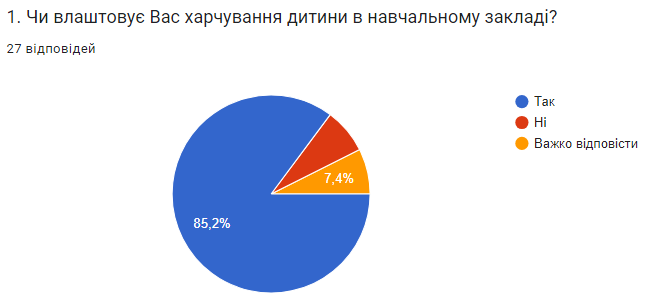 1. Чи влаштовує Вас харчування дитини в навчальному закладі?
27 відповідей
Так
Ні
Важко відповісти
7,4%
85,2%